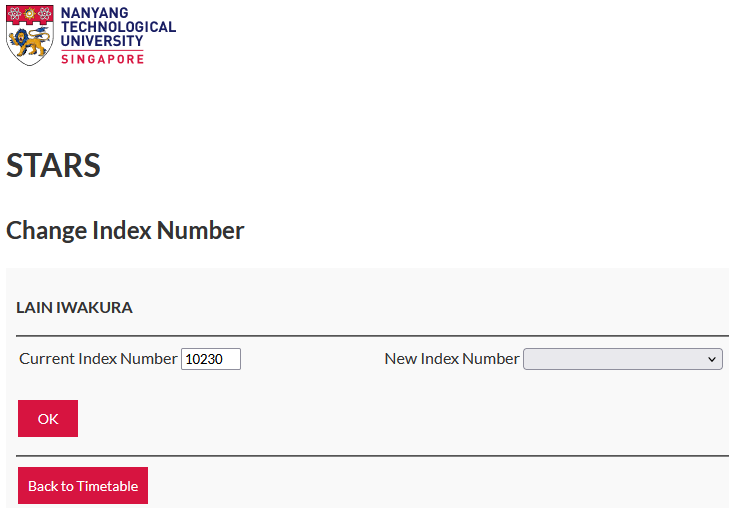 NANYANG
TECHNOLOGICAL
UNIVERSITY
SINGAPORE
STARS
Change Index Number
LAIN IWAKURA
Current Index Number 10230 New Index Number
OK
Back to Timetable